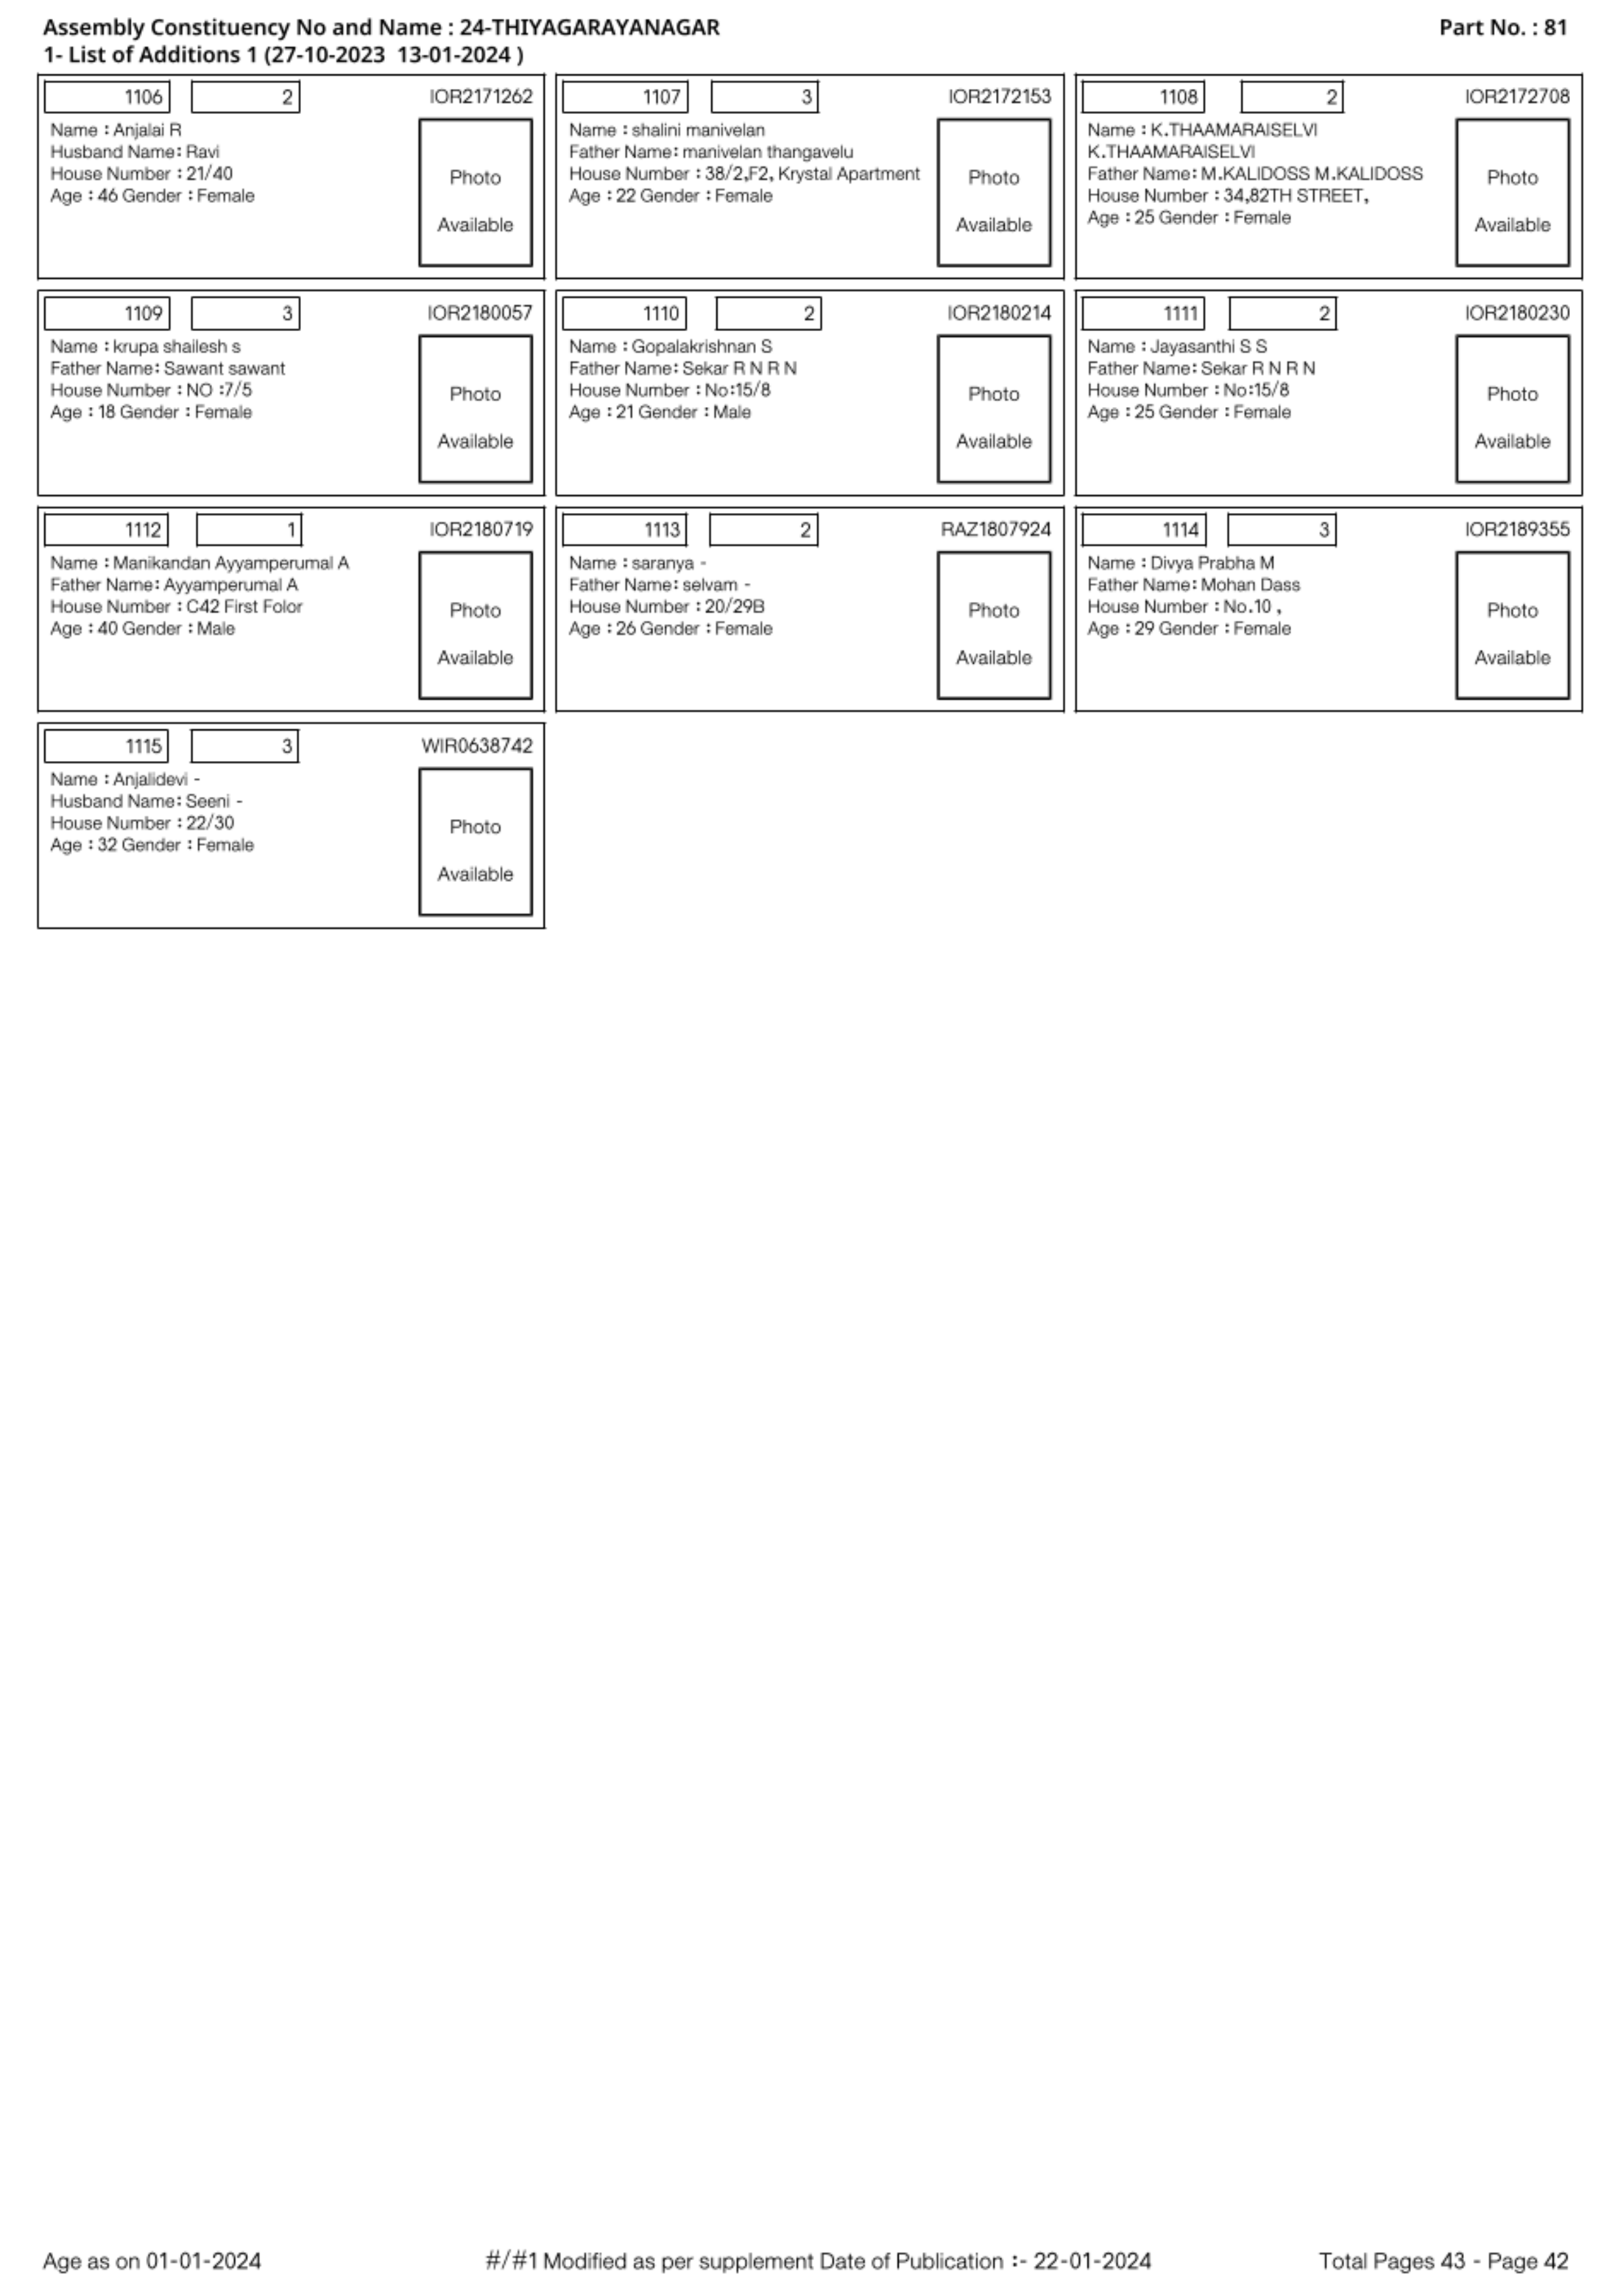 Assembly Constituency No and Name : 24-THIYAGARAYANAGAR Part No. : 81
1- List of Additions 1 (27-10-2023 13-01-2024 )
1106 2 IOR2171262
Name : Anjalai R
Husband Name: Ravi
House Number : 21/40
Age : 46 Gender : Female
Photo
Available
1107 3 IOR2172153
Name : shalini manivelan
Father Name: manivelan thangavelu
House Number : 38/2,F2, Krystal Apartment
Age : 22 Gender : Female
Photo
Available
1108 2 IOR2172708
Name : K.THAAMARAISELVI
K.THAAMARAISELVI
Father Name: M.KALIDOSS M.KALIDOSS
House Number : 34,82TH STREET,
Age : 25 Gender : Female
Photo
Available
1109 3 IOR2180057
Name : krupa shailesh s
Father Name: Sawant sawant
House Number : NO :7/5
Age : 18 Gender : Female
Photo
Available
1110 2 IOR2180214
Name : Gopalakrishnan S
Father Name: Sekar R N R N
House Number : No:15/8
Age : 21 Gender : Male
Photo
Available
1111 2 IOR2180230
Name : Jayasanthi S S
Father Name: Sekar R N R N
House Number : No:15/8
Age : 25 Gender : Female
Photo
Available
1112 1 IOR2180719
Name : Manikandan Ayyamperumal A
Father Name: Ayyamperumal A
House Number : C42 First Folor
Age : 40 Gender : Male
Photo
Available
1113 2 RAZ1807924
Name : saranya -
Father Name: selvam -
House Number : 20/29B
Age : 26 Gender : Female
Photo
Available
1114 3 IOR2189355
Name : Divya Prabha M
Father Name: Mohan Dass
House Number : No.10 ,
Age : 29 Gender : Female
Photo
Available
1115 3 WIR0638742
Name : Anjalidevi -
Husband Name: Seeni -
House Number : 22/30
Age : 32 Gender : Female
Photo
Available
Age as on 01-01-2024 #/#1 Modified as per supplement Date of Publication :- 22-01-2024 Total Pages 43 - Page 42